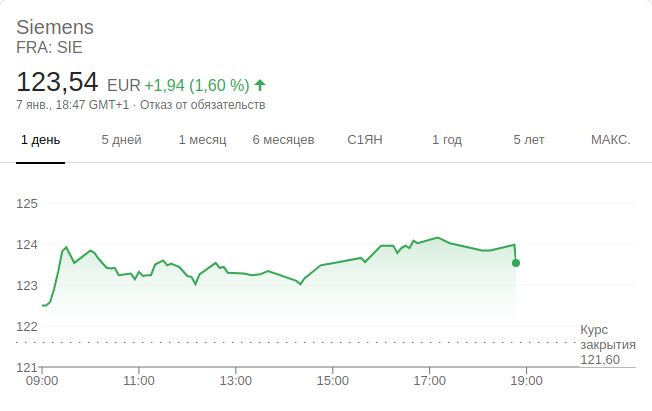 Siemens
FRA: SIE
123,54 EUR +1,94 (1,60 %)
7 янв., 18:47 GMT+1 · Отказ от обязательств
1 день 5 дней 1 месяц 6 месяцев С1ЯН 1 год 5 лет МАКС.
125
124
123
122
Курс
закрытия
121,60
121
09:00 11:00 13:00 15:00 17:00 19:00